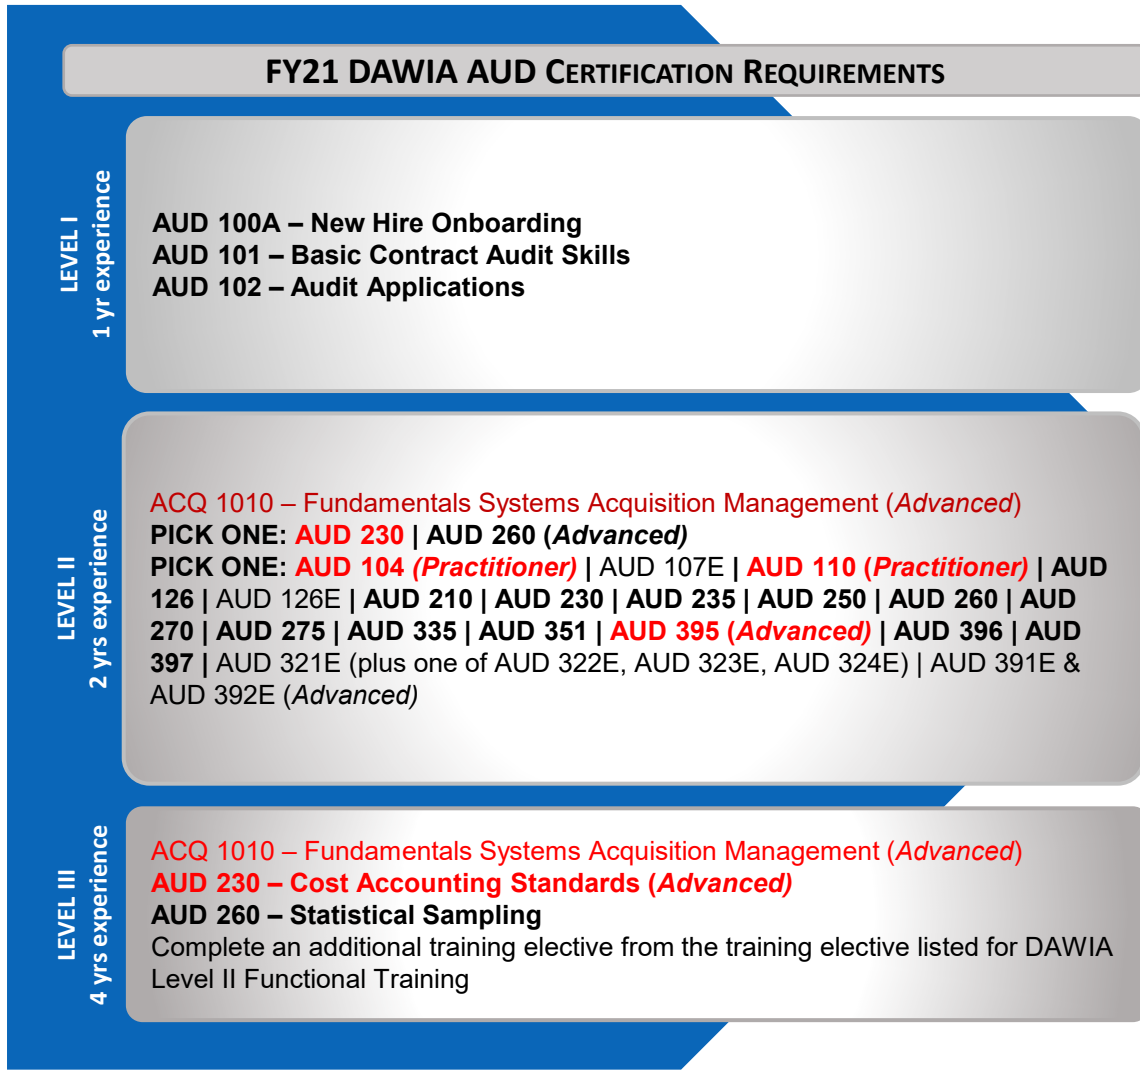 FY21 DAWIA AUD CERTIFICATION REQUIREMENTS
LEVEL I
1 yr experience
AUD 100A – New Hire Onboarding
AUD 101 – Basic Contract Audit Skills
AUD 102 – Audit Applications
LEVEL II
2 yrs experience
ACQ 1010 – Fundamentals Systems Acquisition Management (Advanced)
PICK ONE: AUD 230 | AUD 260 (Advanced)
PICK ONE: AUD 104 (Practitioner) | AUD 107E | AUD 110 (Practitioner) | AUD
126 | AUD 126E | AUD 210 | AUD 230 | AUD 235 | AUD 250 | AUD 260 | AUD
270 | AUD 275 | AUD 335 | AUD 351 | AUD 395 (Advanced) | AUD 396 | AUD
397 | AUD 321E (plus one of AUD 322E, AUD 323E, AUD 324E) | AUD 391E &
AUD 392E (Advanced)
LEVEL III
4 yrs experience
ACQ 1010 – Fundamentals Systems Acquisition Management (Advanced)
AUD 230 – Cost Accounting Standards (Advanced)
AUD 260 – Statistical Sampling
Complete an additional training elective from the training elective listed for DAWIA
Level II Functional Training